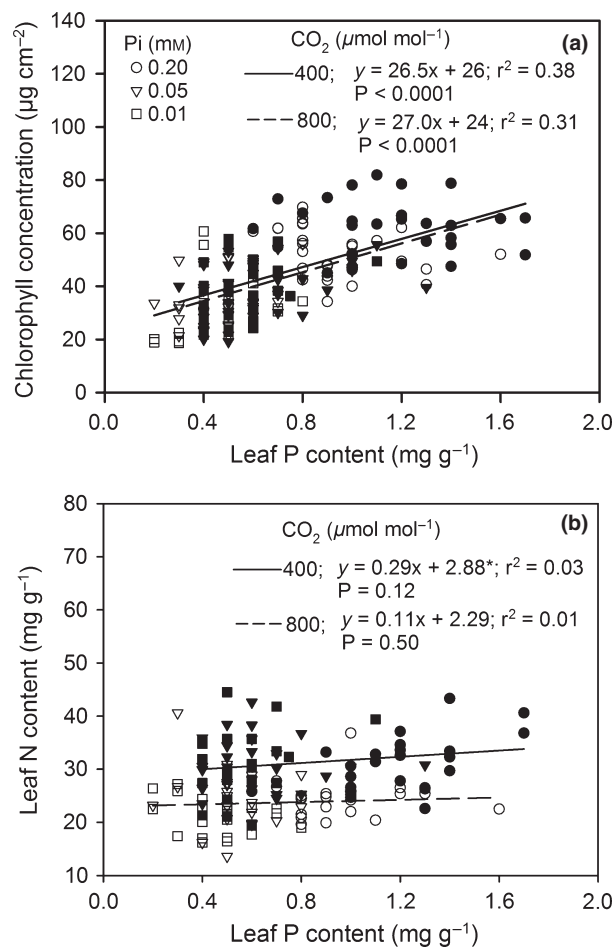 (a)
Pi (mM)
0.20
0.05
0.01
CO₂ (µmol mol⁻¹)
400; y = 26.5x + 26; r² = 0.38
P < 0.0001
800; y = 27.0x + 24; r² = 0.31
P < 0.0001
Chlorophyll concentration (µg cm⁻²)
140
120
100
80
60
40
20
0
0.0 0.4 0.8 1.2 1.6 2.0
Leaf P content (mg g⁻¹)
(b)
CO₂ (µmol mol⁻¹)
400; y = 0.29x + 2.88*; r² = 0.03
P = 0.12
800; y = 0.11x + 2.29; r² = 0.01
P = 0.50
Leaf N content (mg g⁻¹)
80
70
60
50
40
30
20
10
0.0 0.4 0.8 1.2 1.6 2.0
Leaf P content (mg g⁻¹)